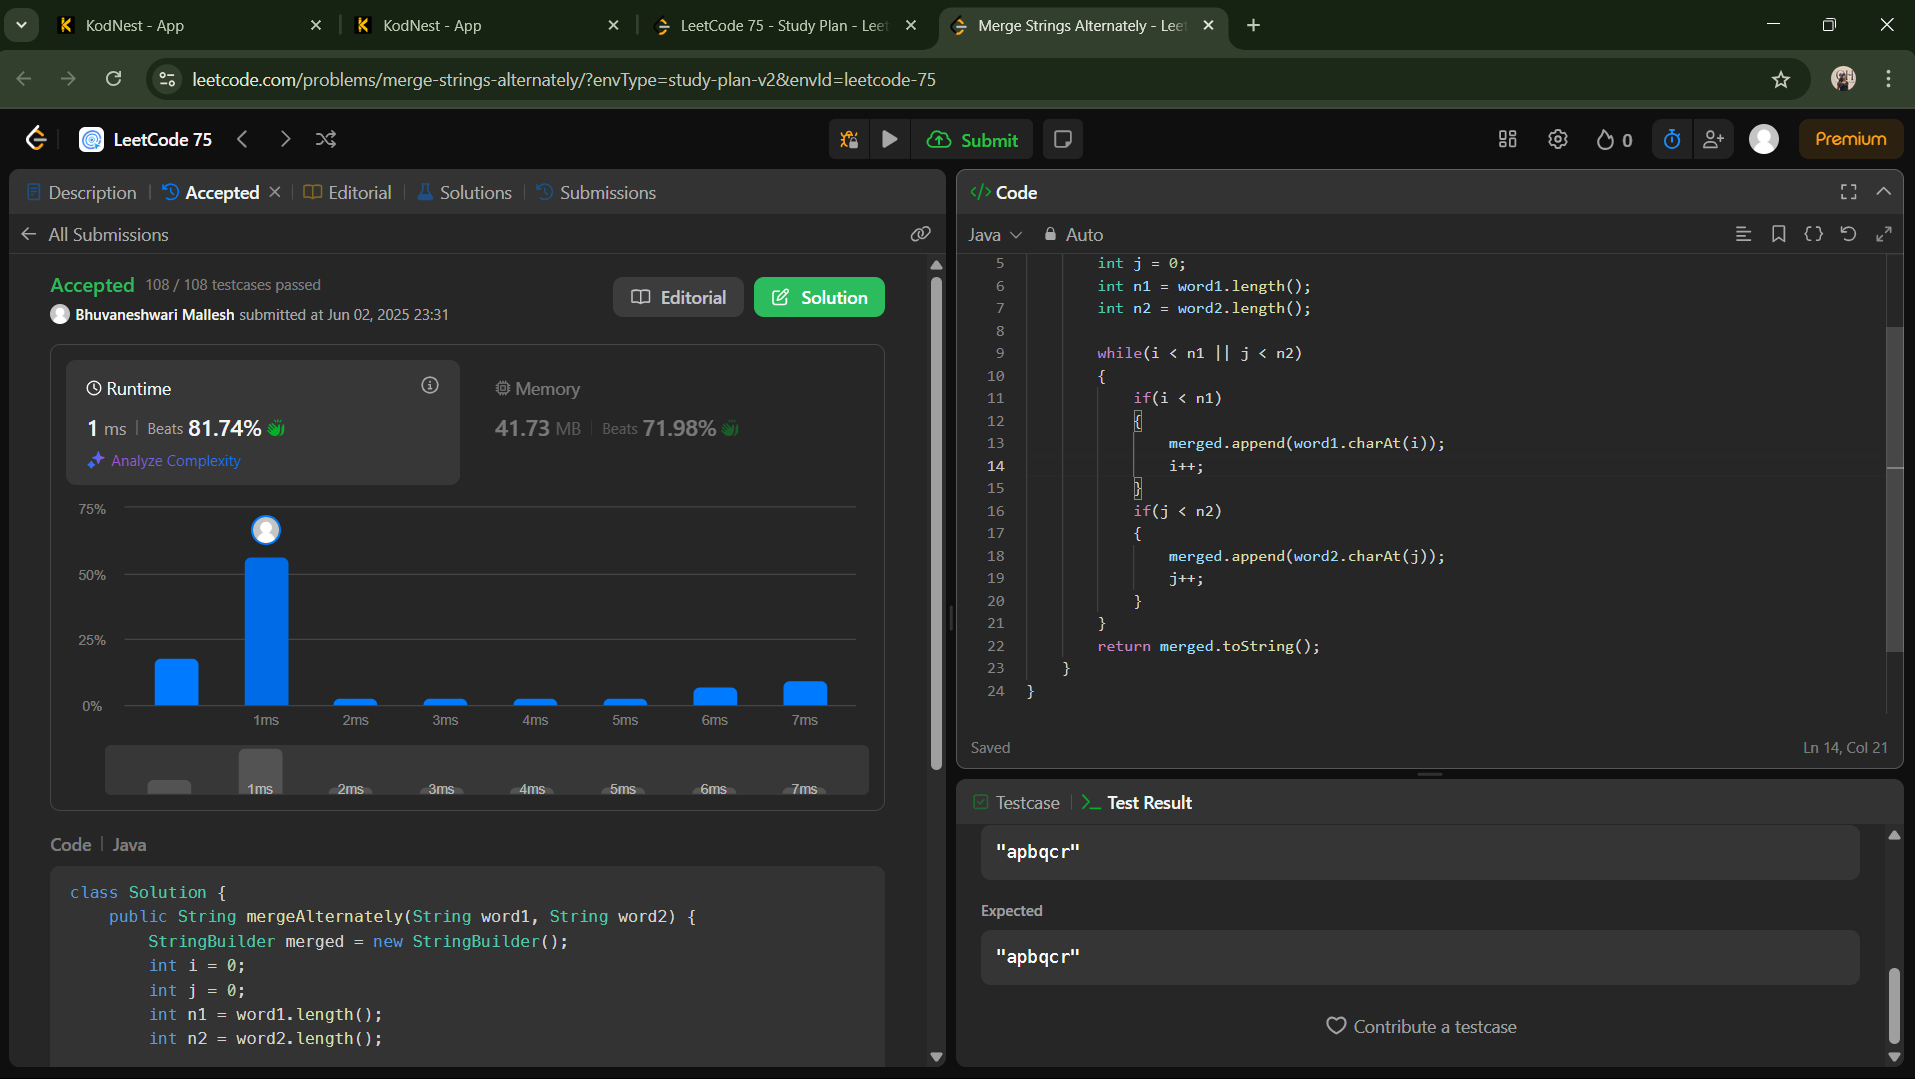 KodNest - App
KodNest - App
LeetCode 75 - Study Plan - Leet
Merge Strings Alternately - Leet
leetcode.com/problems/merge-strings-alternately/?envType=study-plan-v2&envId=leetcode-75
LeetCode 75
Submit
0
Premium
Description
Accepted
Editorial
Solutions
Submissions
All Submissions
Accepted 108 / 108 testcases passed
Bhuvaneshwari Mallesh submitted at Jun 02, 2025 23:31
Editorial
Solution
Runtime
1 ms Beats 81.74%
Analyze Complexity
Memory
41.73 MB Beats 71.98%
75%
50%
25%
0%
1ms 2ms 3ms 4ms 5ms 6ms 7ms
1ms 2ms 3ms 4ms 5ms 6ms 7ms
Code | Java
class Solution {
    public String mergeAlternately(String word1, String word2) {
        StringBuilder merged = new StringBuilder();
        int i = 0;
        int j = 0;
        int n1 = word1.length();
        int n2 = word2.length();
</> Code
Java
Auto
5 int j = 0;
6 int n1 = word1.length();
7 int n2 = word2.length();
8
9 while(i < n1 || j < n2)
10 {
11 if(i < n1)
12 {
13 merged.append(word1.charAt(i));
14 i++;
15 }
16 if(j < n2)
17 {
18 merged.append(word2.charAt(j));
19 j++;
20 }
21 }
22 return merged.toString();
23 }
24 }
Saved
Ln 14, Col 21
Testcase
Test Result
"apbqcr"
Expected
"apbqcr"
Contribute a testcase